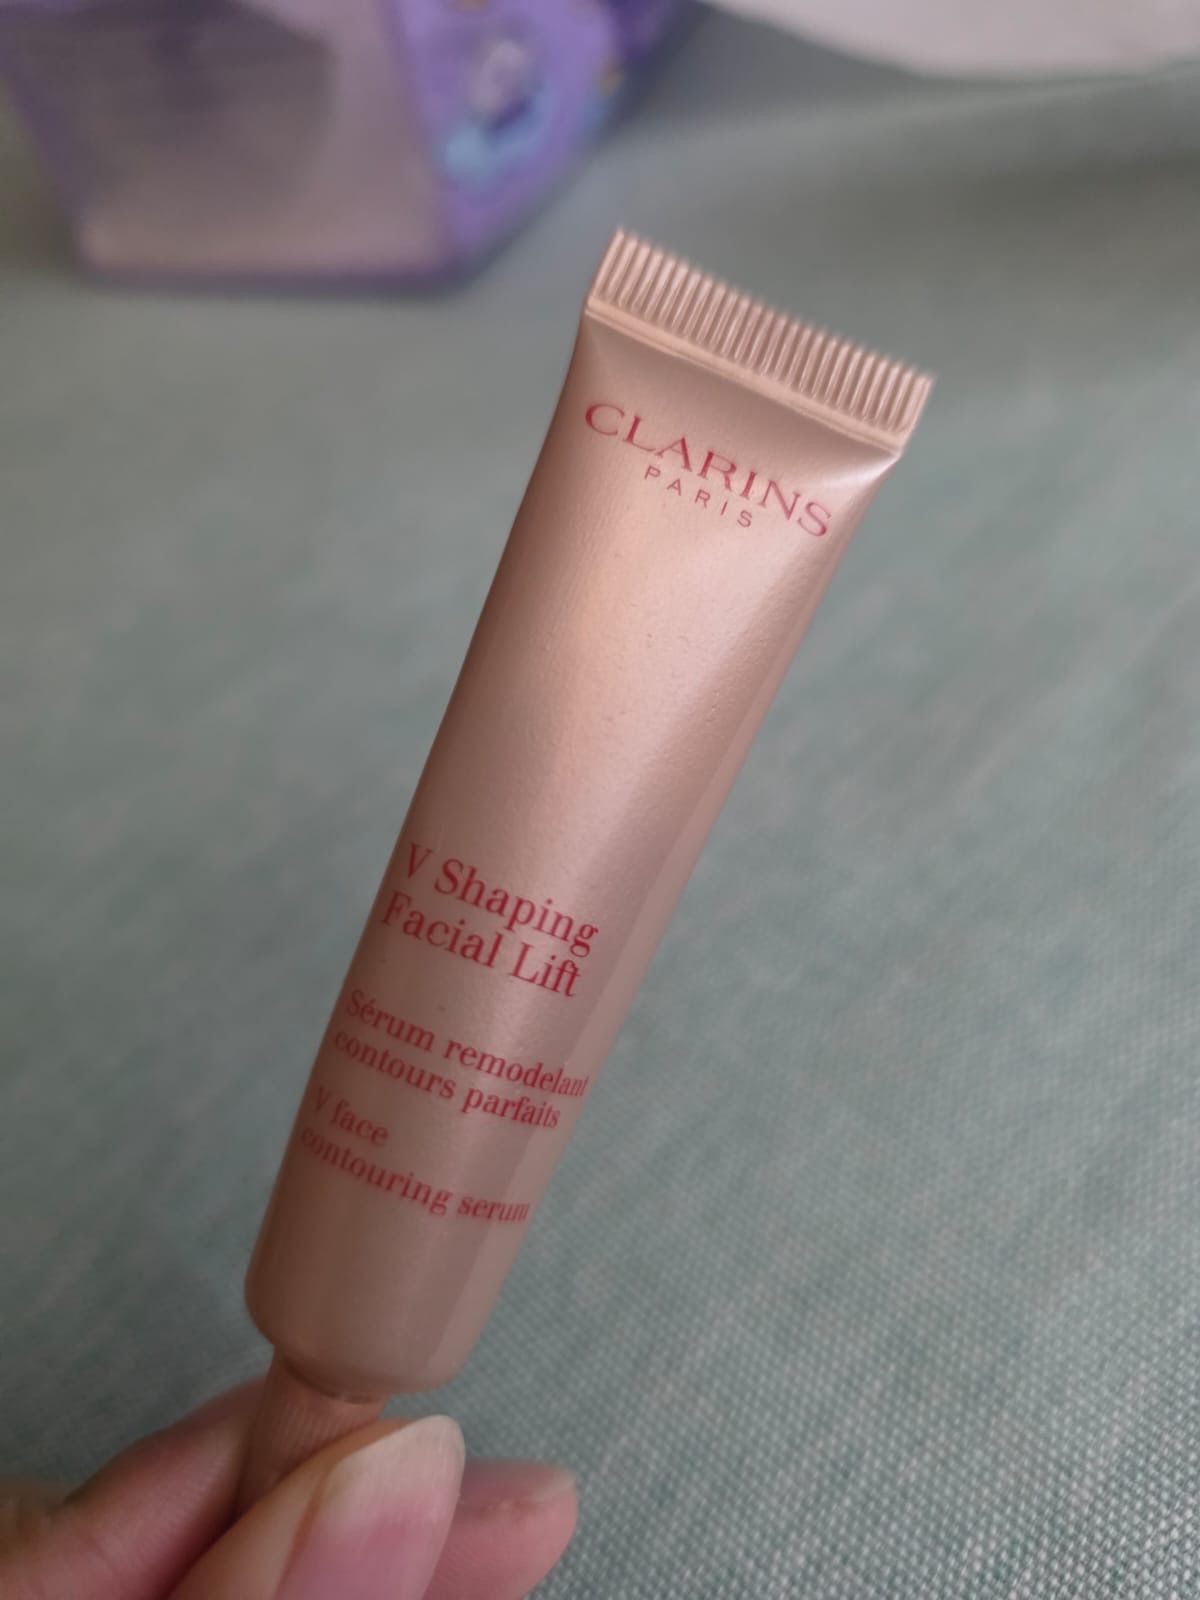 CLARINS
PARIS
V Shaping
Facial Lift
Sérum remodelant
contours parfaits
V face
contouring serum